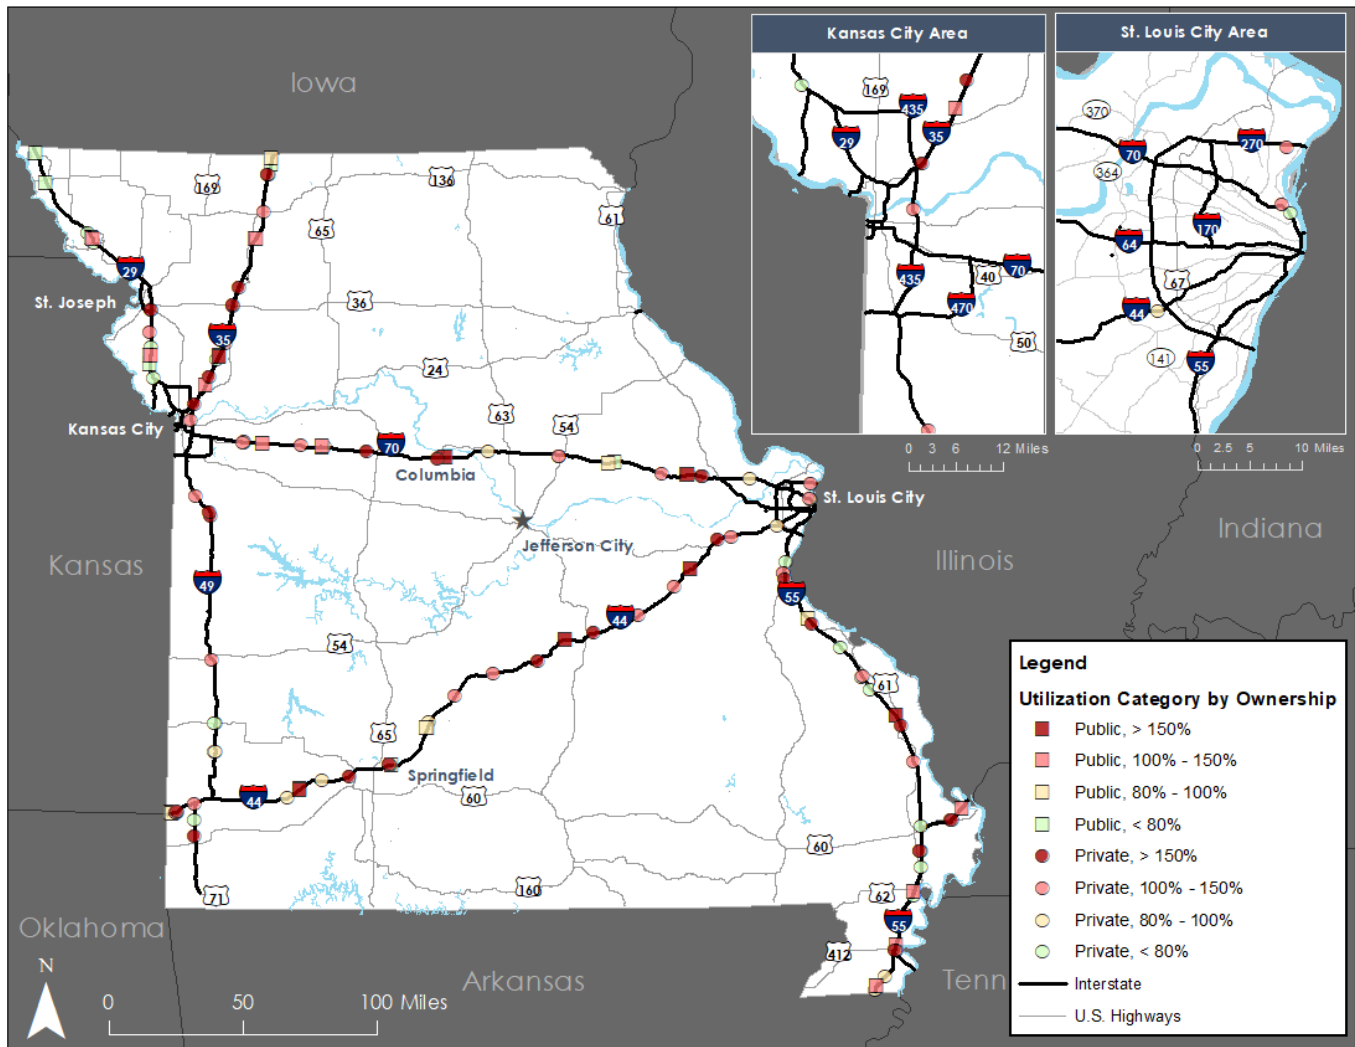 Kansas City Area
St. Louis City Area
169
435
29
35
435
40
70
470
50
0 3 6 12 Miles
370
270
70
364
170
64
67
44
141
55
0 2.5 5 10 Miles
Iowa
169
136
61
65
29
St. Joseph
36
35
24
63
54
Kansas City
70
Columbia
St. Louis City
Jefferson City
Kansas
Illinois
Indiana
49
55
44
54
61
65
Springfield
44
60
60
160
71
62
55
412
Oklahoma
Arkansas
Tenn
N
0 50 100 Miles
Legend
Utilization Category by Ownership
Public, > 150%
Public, 100% - 150%
Public, 80% - 100%
Public, < 80%
Private, > 150%
Private, 100% - 150%
Private, 80% - 100%
Private, < 80%
Interstate
U.S. Highways